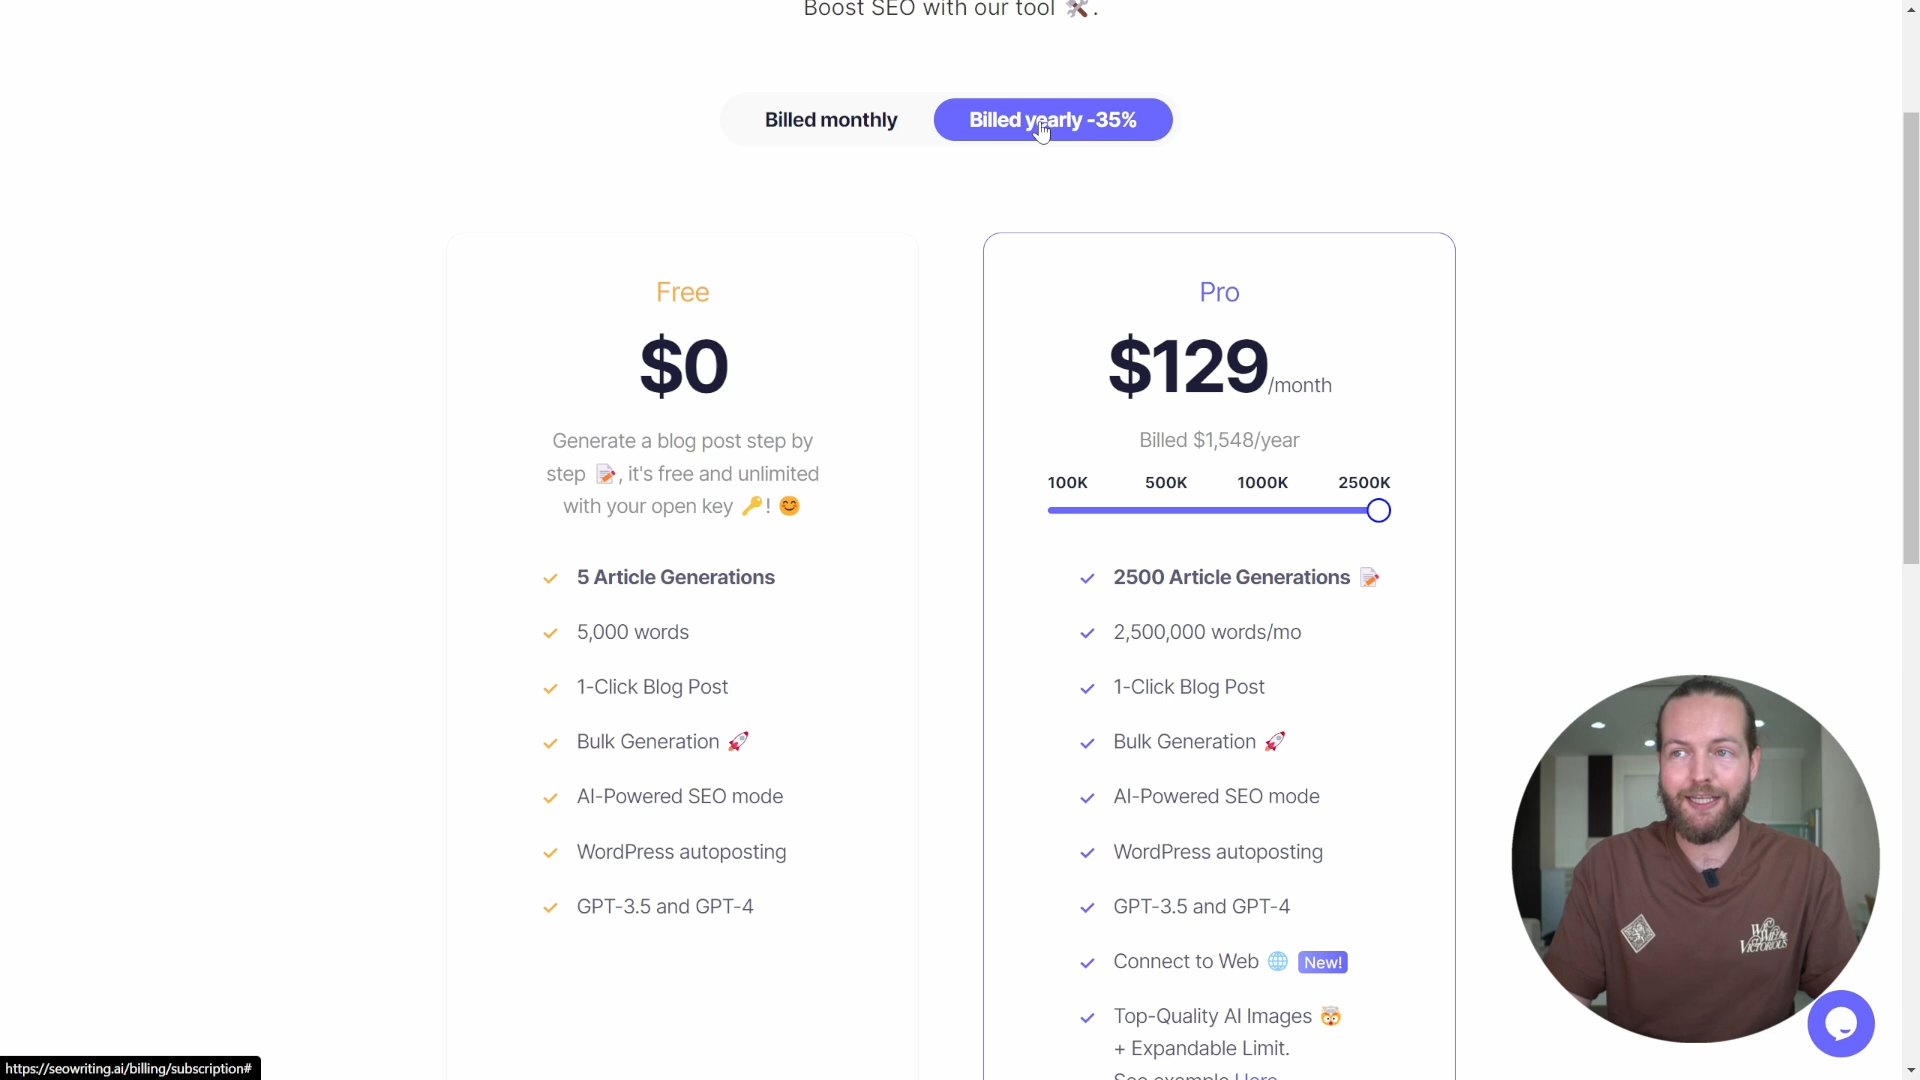 Boost SEO with our tool 🛠️.
Billed monthly
Billed yearly -35%
Free
$0
Generate a blog post step by
step 📝, it's free and unlimited
with your open key 🔑! 😊
5 Article Generations
5,000 words
1-Click Blog Post
Bulk Generation 🚀
AI-Powered SEO mode
WordPress autoposting
GPT-3.5 and GPT-4
Pro
$129/month
Billed $1,548/year
100K 500K 1000K 2500K
2500 Article Generations 📝
2,500,000 words/mo
1-Click Blog Post
Bulk Generation 🚀
AI-Powered SEO mode
WordPress autoposting
GPT-3.5 and GPT-4
Connect to Web 🌐 New!
Top-Quality AI Images 🤯
+ Expandable Limit.
See example Here
VICTORIOUS
https://seowriting.ai/billing/subscription#